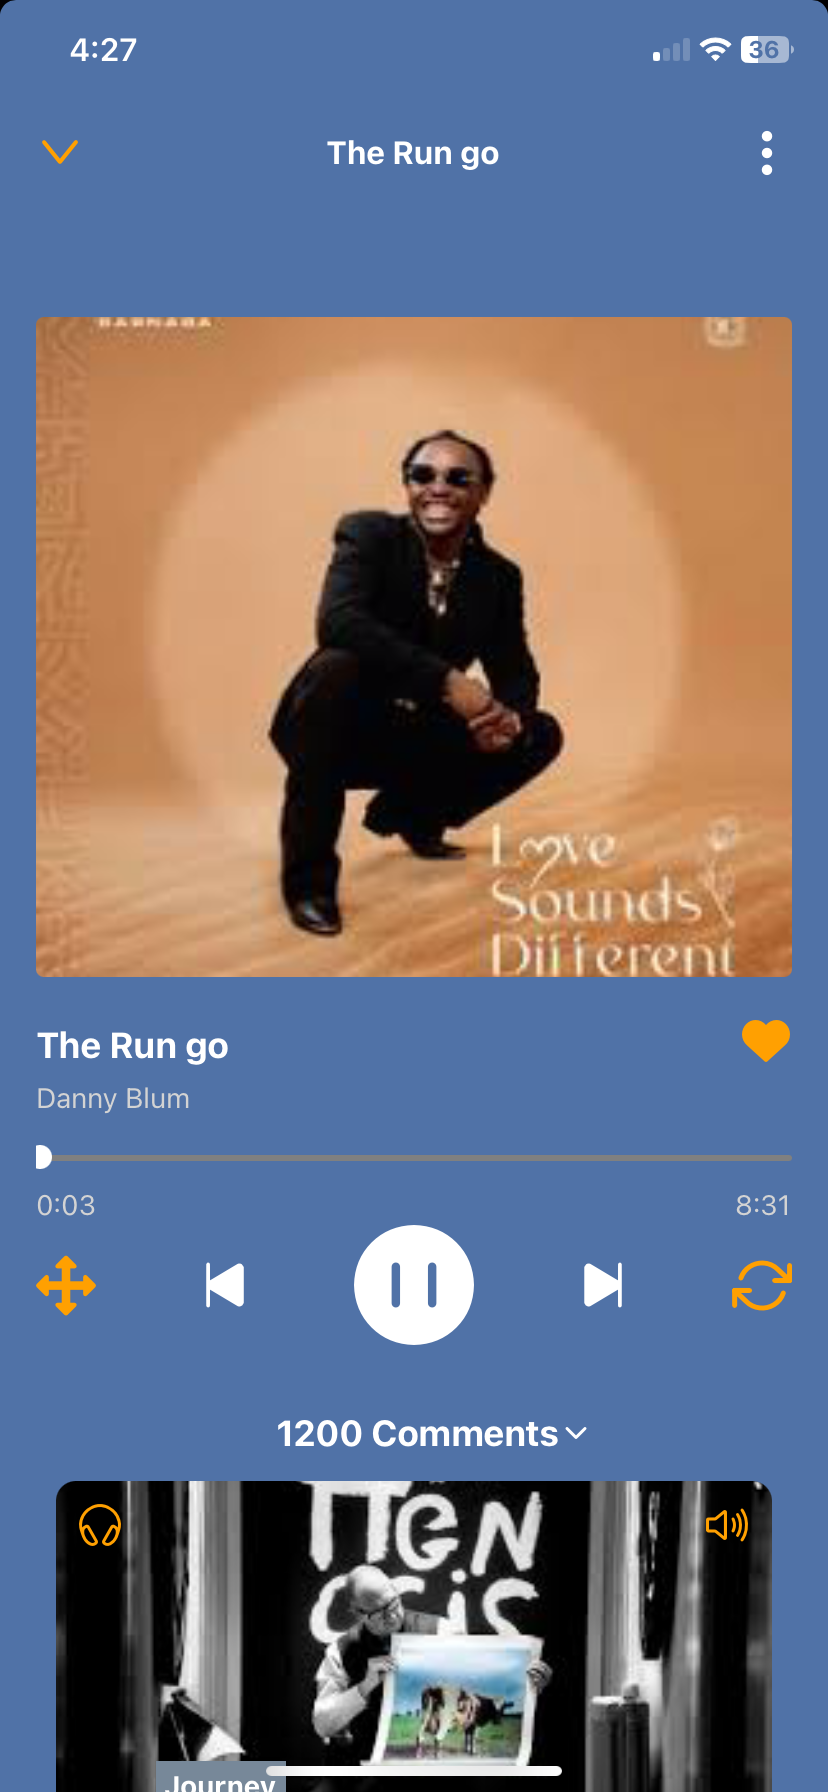 4:27
36
The Run go
BARNABA
Love
Sounds
Different
The Run go
Danny Blum
0:03
8:31
1200 Comments
Journey